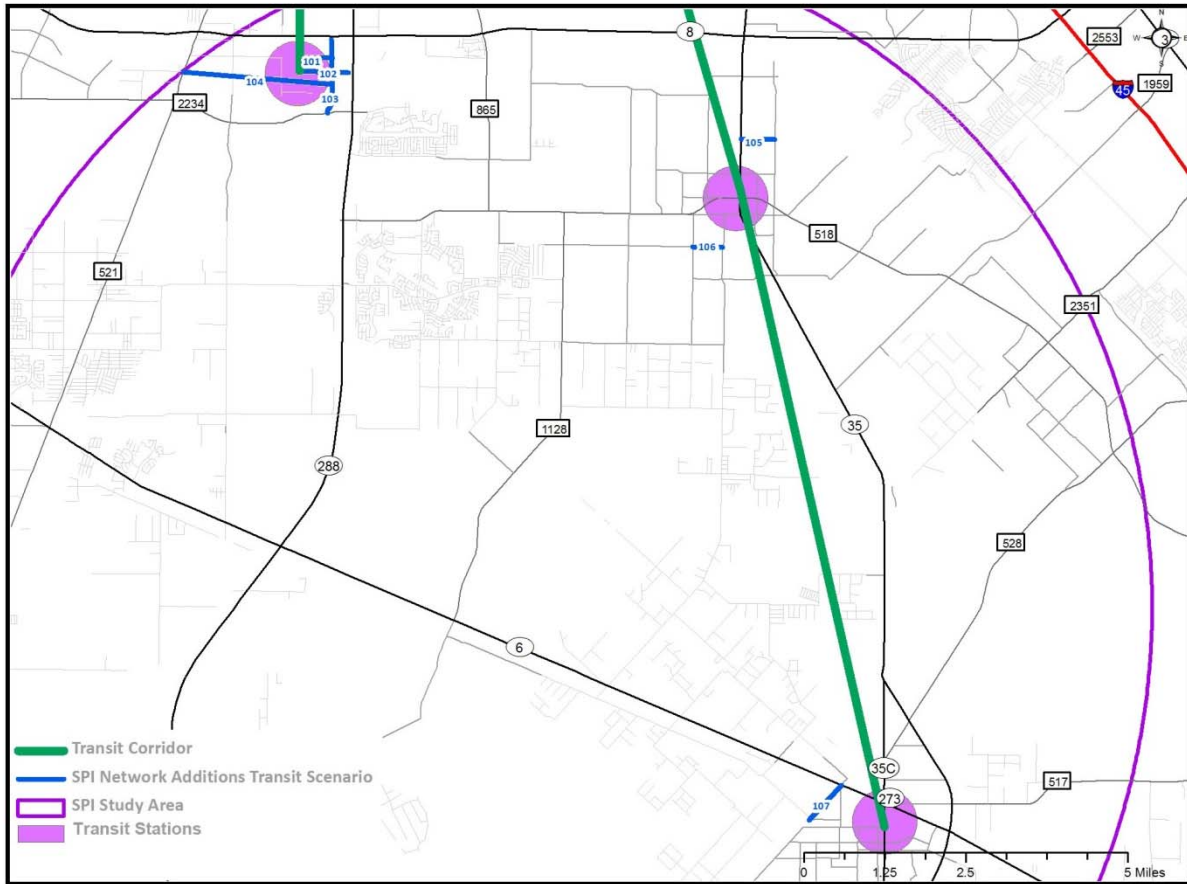 8
2553
N
W
3
E
S
101
102
104
103
2234
865
45
1959
105
518
106
521
2351
1128
35
288
528
6
Transit Corridor
SPI Network Additions Transit Scenario
SPI Study Area
Transit Stations
35C
273
517
107
0 1.25 2.5 5 Miles